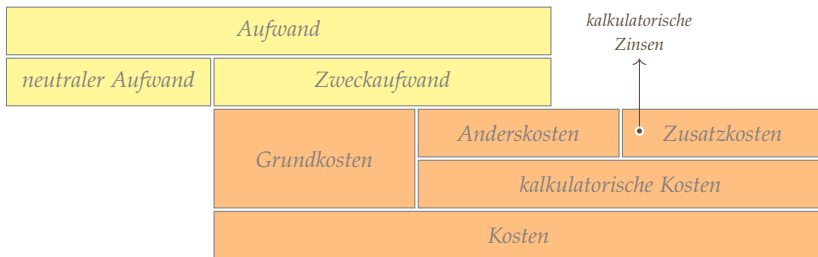 Aufwand
kalkulatorische
Zinsen
neutraler Aufwand
Zweckaufwand
Grundkosten
Anderskosten
Zusatzkosten
kalkulatorische Kosten
Kosten